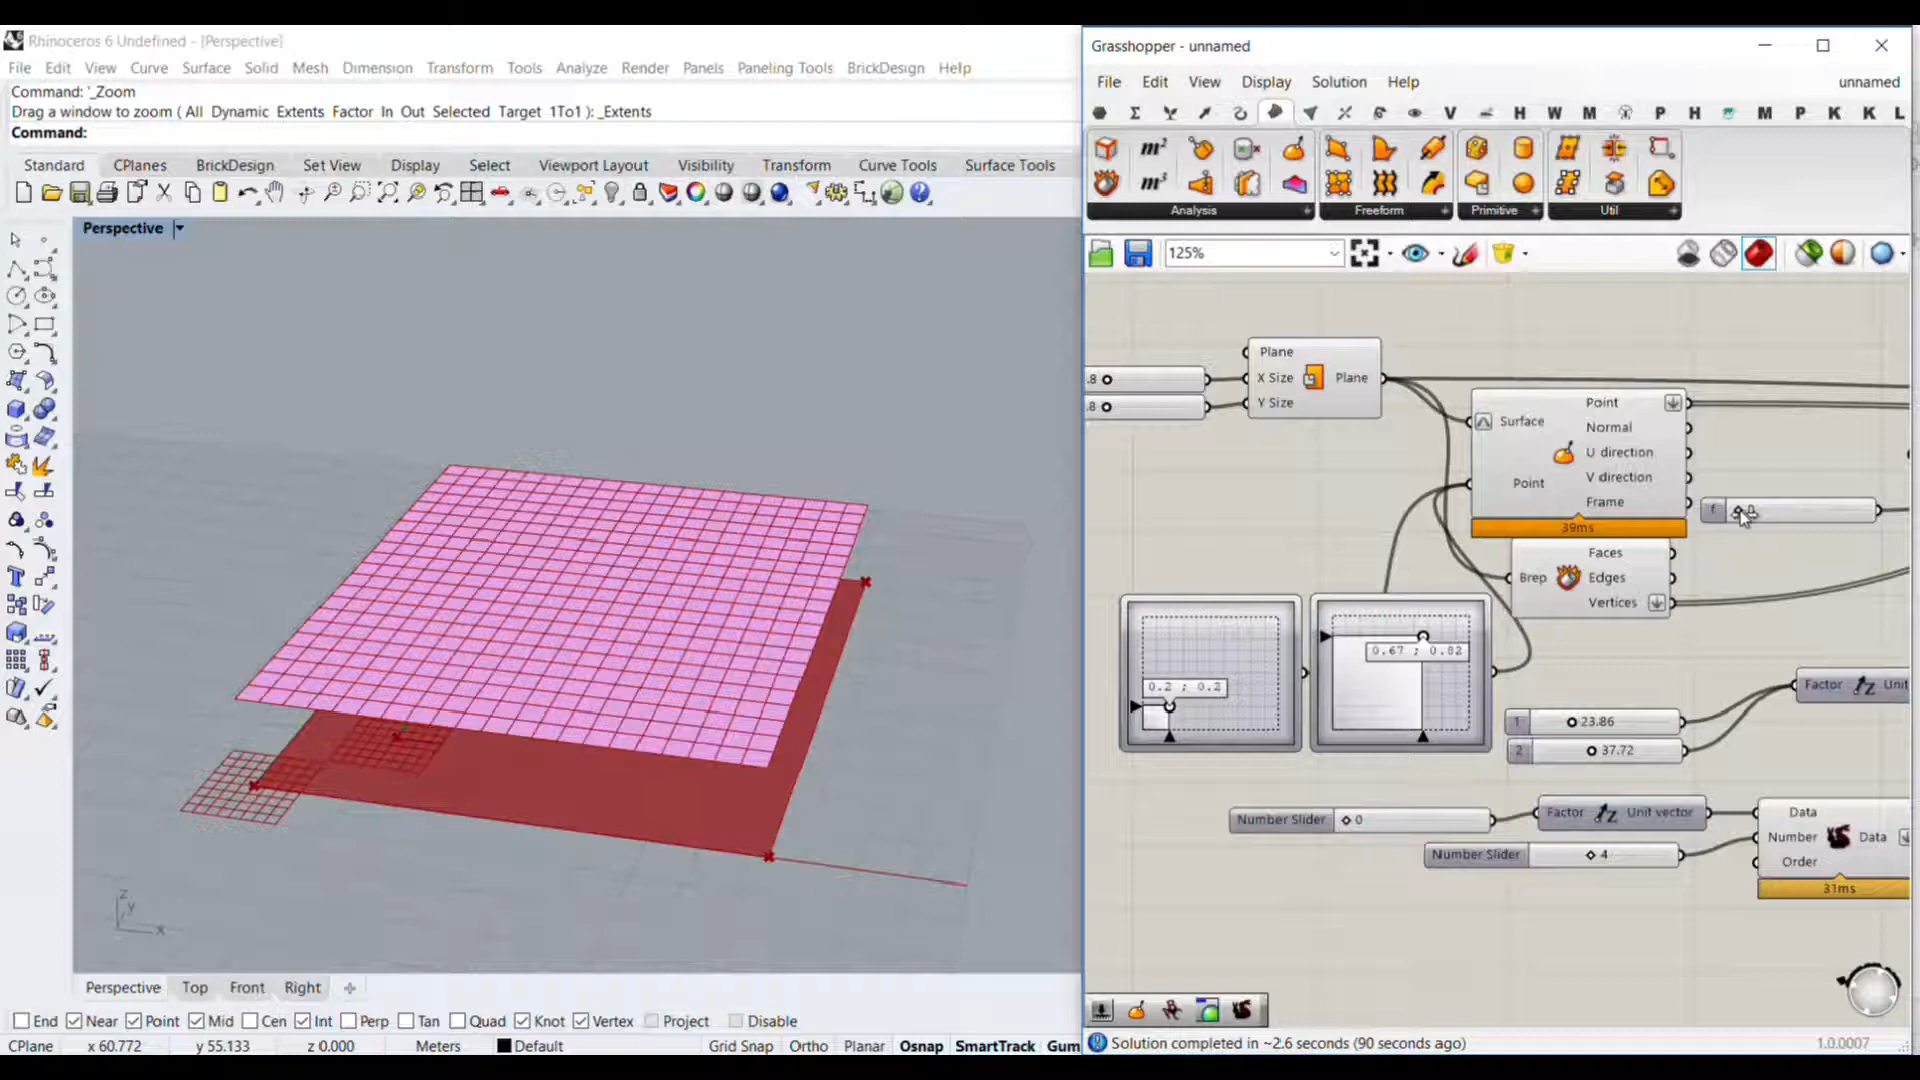 Rhinoceros 6 Undefined - [Perspective]
File Edit View Curve Surface Solid Mesh Dimension Transform Tools Analyze Render Panels Paneling Tools BrickDesign Help
Command: '_Zoom
Drag a window to zoom ( All Dynamic Extents Factor In Out Selected Target 1To1 ): _Extents
Command:
Standard CPlanes BrickDesign Set View Display Select Viewport Layout Visibility Transform Curve Tools Surface Tools
Perspective
z
y
x
Perspective Top Front Right
End Near Point Mid Cen Int Perp Tan Quad Knot Vertex Project Disable
CPlane x 60.772 y 55.133 z 0.000 Meters Default Grid Snap Ortho Planar Osnap SmartTrack Gum
Grasshopper - unnamed
File Edit View Display Solution Help unnamed
V H W M P H M P K K L
m² m³
Analysis Freeform Primitive Util
125%
Plane
.8 X Size Plane
.8 Y Size
Point
Surface Normal
U direction
V direction
Point
Frame
f
39ms
Faces
Brep Edges
Vertices
0.2 ; 0.2
0.67 ; 0.82
Factor Unit
1 23.86
2 37.72
Number Slider 0
Factor Unit vector
Number Slider 4
Data
Number Data
Order
31ms
Solution completed in ~2.6 seconds (90 seconds ago) 1.0.0007